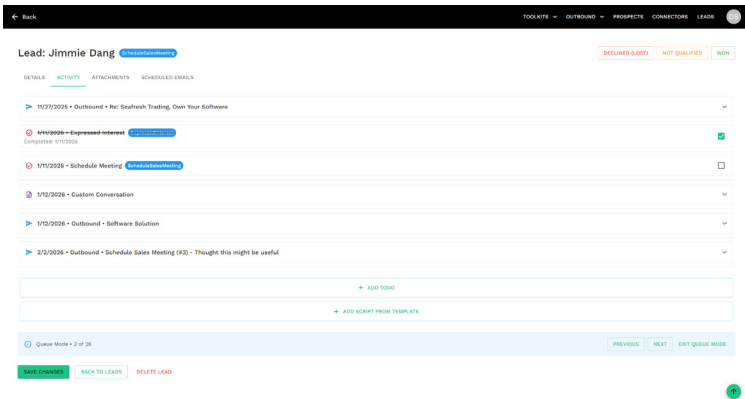 Back
TOOLKITS OUTBOUND PROSPECTS CONNECTORS LEADS DS
Lead: Jimmie Dang ScheduleSalesMeeting
DECLINED (LOST) NOT QUALIFIED WON
DETAILS ACTIVITY ATTACHMENTS SCHEDULED EMAILS
11/27/2025 • Outbound • Re: Seafresh Trading, Own Your Software
1/11/2026 • Expressed Interest
Completed: 1/11/2026
1/11/2026 • Schedule Meeting ScheduleSalesMeeting
1/12/2026 • Custom Conversation
1/12/2026 • Outbound • Software Solution
2/2/2026 • Outbound • Schedule Sales Meeting (#3) - Thought this might be useful
+ ADD TODO
+ ADD SCRIPT FROM TEMPLATE
Queue Mode • 2 of 26
PREVIOUS NEXT EXIT QUEUE MODE
SAVE CHANGES BACK TO LEADS DELETE LEAD